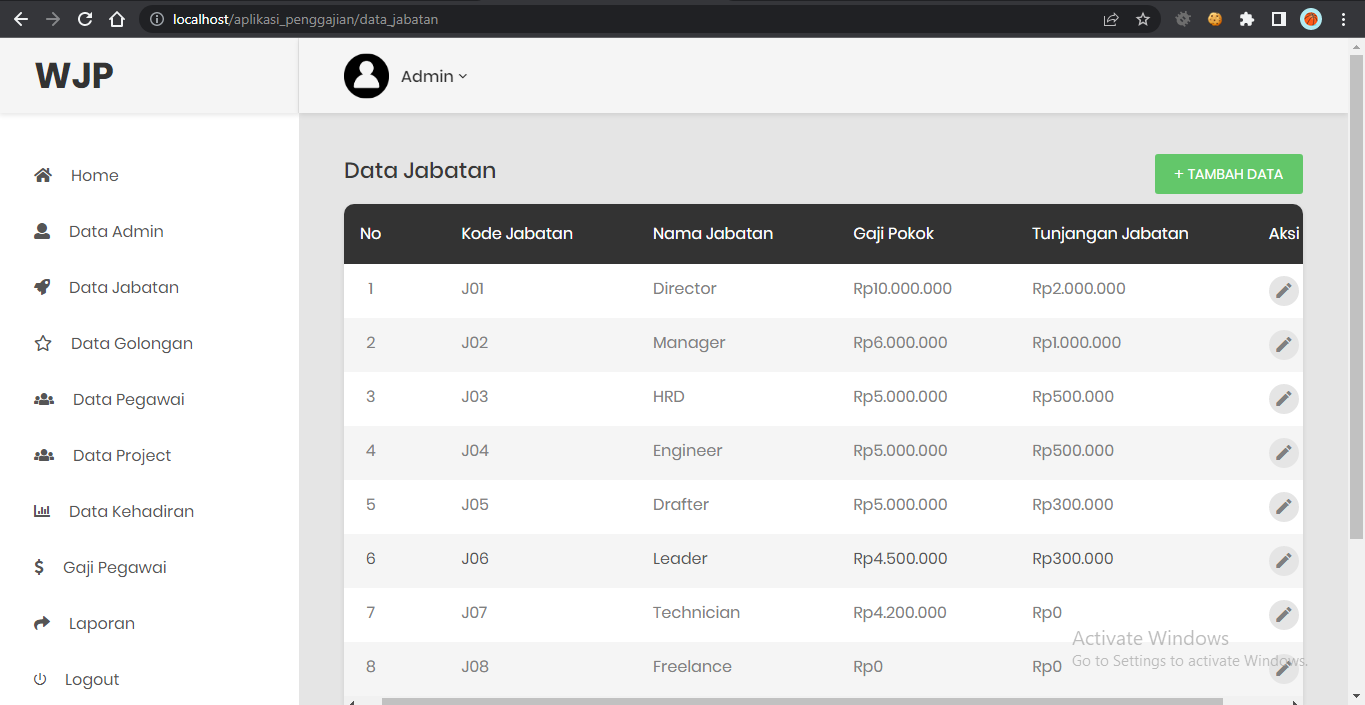 localhost/aplikasi_penggajian/data_jabatan
WJP
Admin
Home
Data Admin
Data Jabatan
Data Golongan
Data Pegawai
Data Project
Data Kehadiran
Gaji Pegawai
Laporan
Logout
Data Jabatan
+ TAMBAH DATA
No Kode Jabatan Nama Jabatan Gaji Pokok Tunjangan Jabatan Aksi
1 J01 Director Rp10.000.000 Rp2.000.000
2 J02 Manager Rp6.000.000 Rp1.000.000
3 J03 HRD Rp5.000.000 Rp500.000
4 J04 Engineer Rp5.000.000 Rp500.000
5 J05 Drafter Rp5.000.000 Rp300.000
6 J06 Leader Rp4.500.000 Rp300.000
7 J07 Technician Rp4.200.000 Rp0
8 J08 Freelance Rp0 Rp0
Activate Windows
Go to Settings to activate Windows.